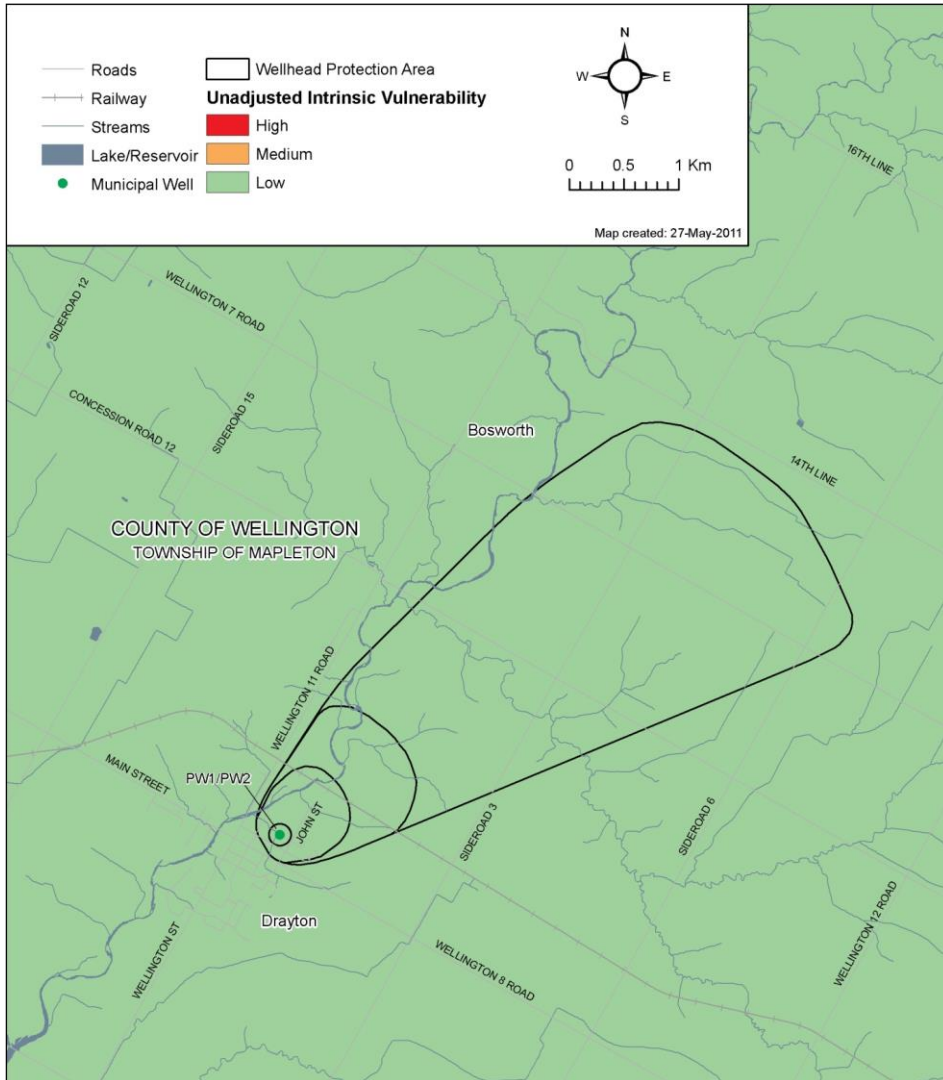 Roads
Railway
Streams
Lake/Reservoir
Municipal Well
Wellhead Protection Area
Unadjusted Intrinsic Vulnerability
High
Medium
Low
N
W E
S
0 0.5 1 Km
Map created: 27-May-2011
16TH LINE
SIDEROAD 12
WELLINGTON 7 ROAD
CONCESSION ROAD 12
SIDEROAD 15
Bosworth
14TH LINE
COUNTY OF WELLINGTON
TOWNSHIP OF MAPLETON
WELLINGTON 11 ROAD
MAIN STREET
PW1/PW2
JOHN ST
SIDEROAD 3
SIDEROAD 6
Drayton
WELLINGTON ST
WELLINGTON 8 ROAD
WELLINGTON 12 ROAD